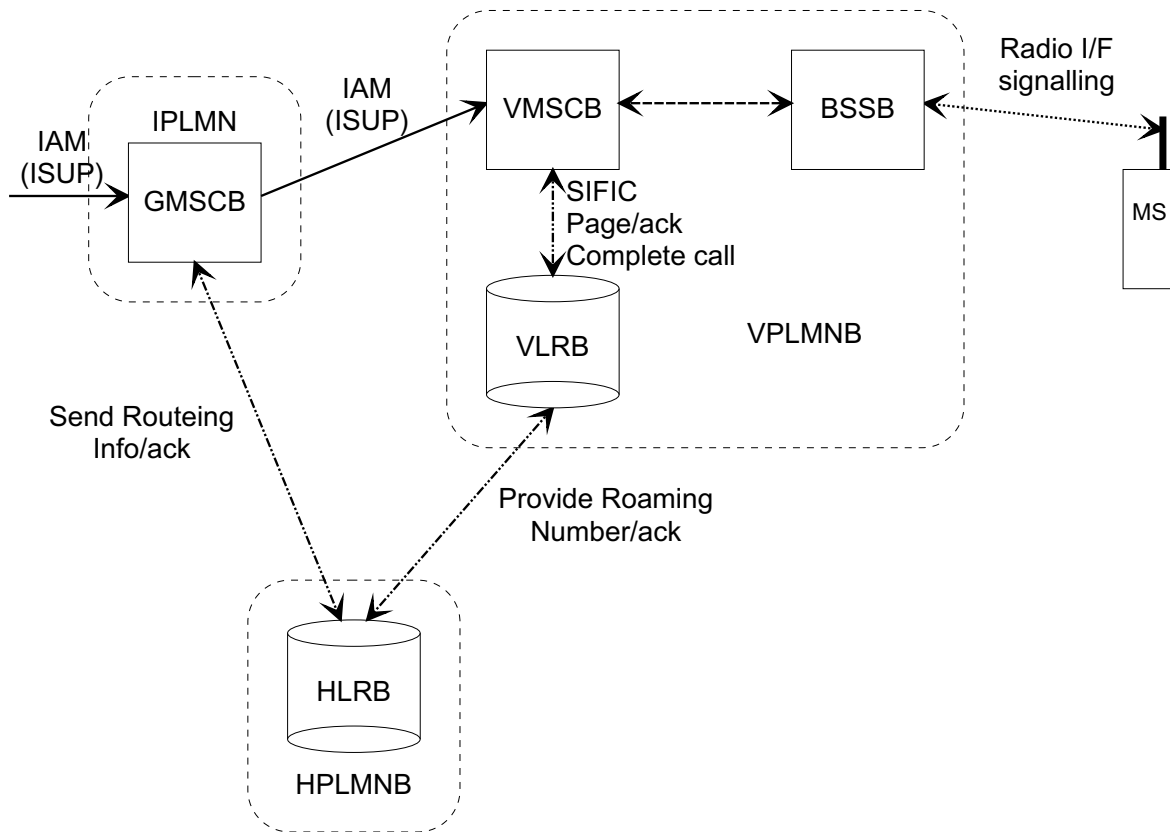 Radio I/F
signalling
IAM
(ISUP)
VMSCB
BSSB
IPLMN
IAM
(ISUP)
GMSCB
MS
SIFIC
Page/ack
Complete call
VLRB
VPLMNB
Send Routeing
Info/ack
Provide Roaming
Number/ack
HLRB
HPLMNB